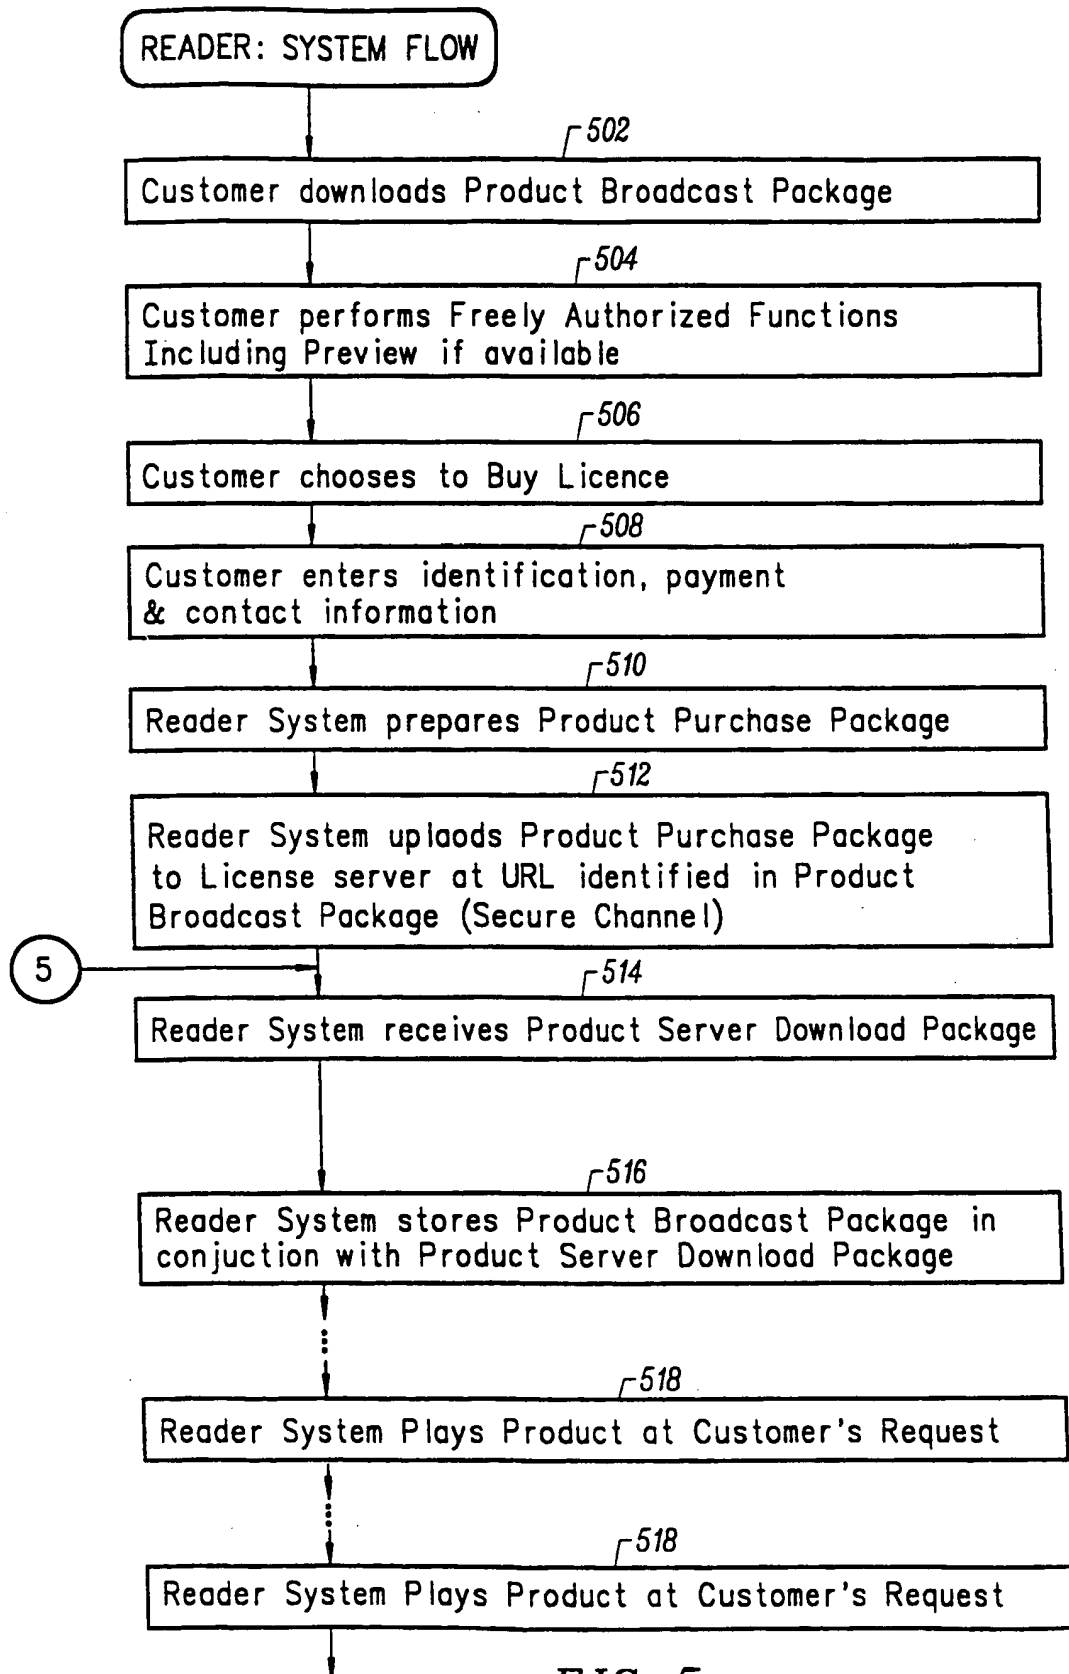 READER: SYSTEM FLOW
502
Customer downloads Product Broadcast Package
504
Customer performs Freely Authorized Functions
Including Preview if available
506
Customer chooses to Buy Licence
508
Customer enters identification, payment
& contact information
510
Reader System prepares Product Purchase Package
512
Reader System uplaods Product Purchase Package
to License server at URL identified in Product
Broadcast Package (Secure Channel)
5
514
Reader System receives Product Server Download Package
516
Reader System stores Product Broadcast Package in
conjuction with Product Server Download Package
518
Reader System Plays Product at Customer's Request
518
Reader System Plays Product at Customer's Request